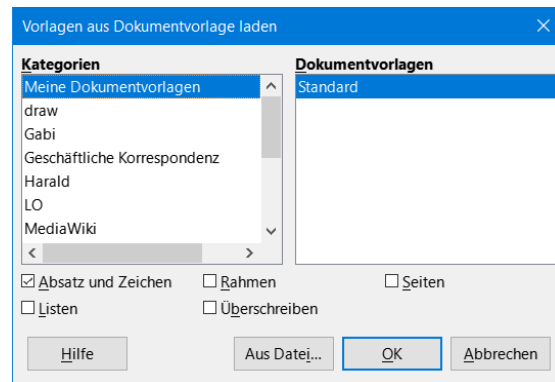 Vorlagen aus Dokumentvorlage laden
Kategorien
Meine Dokumentvorlagen
draw
Gabi
Geschäftliche Korrespondenz
Harald
LO
MediaWiki
Dokumentvorlagen
Standard
Absatz und Zeichen
Rahmen
Seiten
Listen
Überschreiben
Hilfe
Aus Datei...
OK
Abbrechen